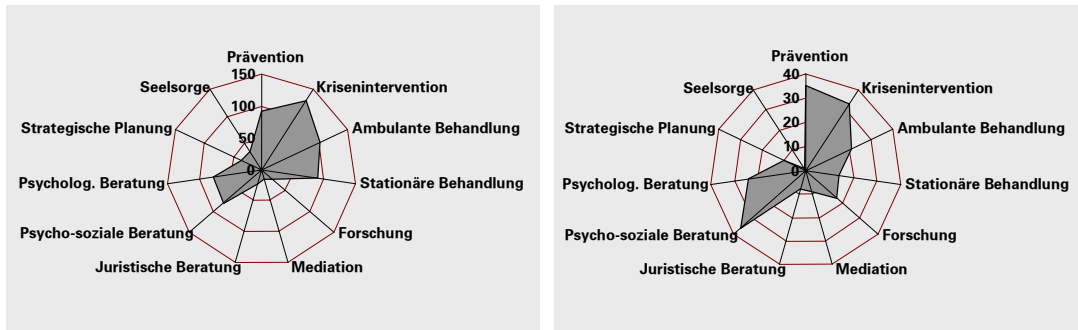 Prävention
150
Seelsorge
Krisenintervention
100
Strategische Planung
Ambulante Behandlung
50
0
Psycholog. Beratung
Stationäre Behandlung
Psycho-soziale Beratung
Forschung
Juristische Beratung
Mediation
Prävention
40
Seelsorge
Krisenintervention
30
Strategische Planung
Ambulante Behandlung
20
10
0
Psycholog. Beratung
Stationäre Behandlung
Psycho-soziale Beratung
Forschung
Juristische Beratung
Mediation